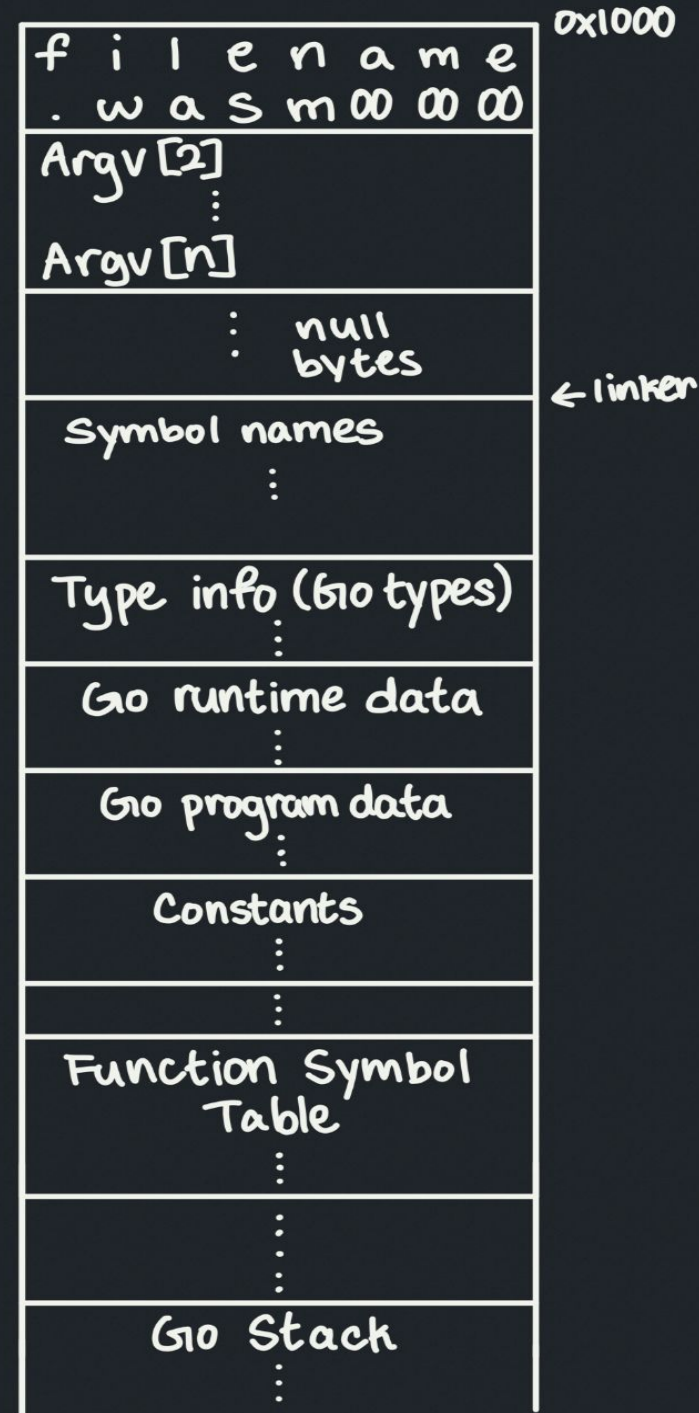 0x1000
f i l e n a m e
. w a s m 00 00 00
Argv[2]
⋮
Argv[n]
⋮ null
bytes
← linker
Symbol names
⋮
Type info (Go types)
⋮
Go runtime data
⋮
Go program data
⋮
Constants
⋮
⋮
Function Symbol
Table
⋮
⋮
Go Stack
⋮